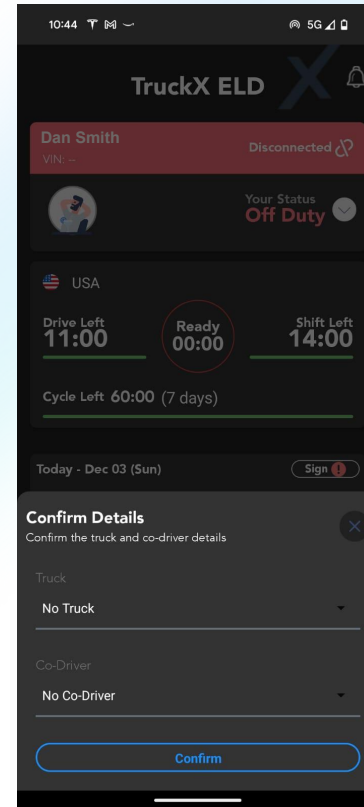 10:44 5G
TruckX ELD
Dan Smith
VIN: --
Disconnected
Your Status
Off Duty
USA
Drive Left
11:00
Ready
00:00
Shift Left
14:00
Cycle Left 60:00 (7 days)
Today - Dec 03 (Sun)
Sign !
Confirm Details
Confirm the truck and co-driver details
Truck
No Truck
Co-Driver
No Co-Driver
Confirm